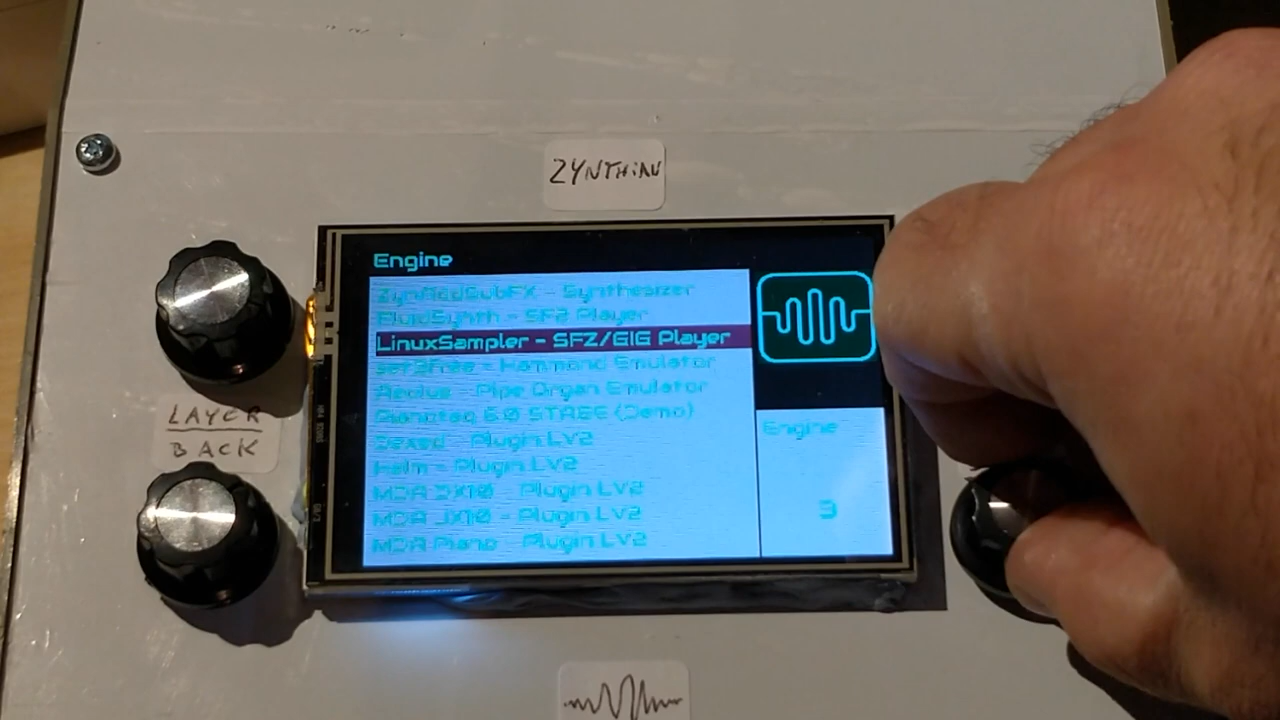 ZYNTHIAN
Engine
ZynAddSubFX - Synthesizer
FluidSynth - SF2 Player
LinuxSampler - SFZ/GIG Player
setBfree - Hammond Emulator
Aeolus - Pipe Organ Emulator
Pianoteq 6.0 STAGE (Demo)
Dexed - Plugin LV2
Helm - Plugin LV2
MDA DX10 - Plugin LV2
MDA JX10 - Plugin LV2
MDA Piano - Plugin LV2
Engine
3
LAYER
BACK